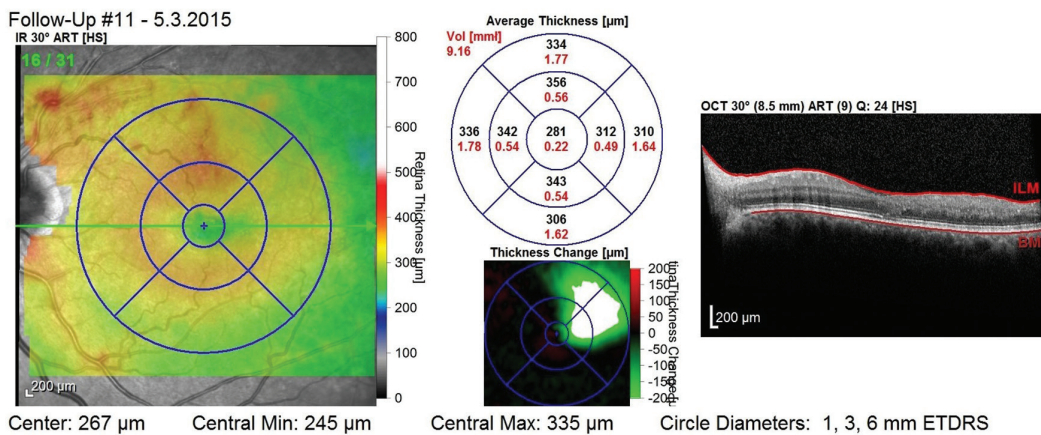 Follow-Up #11 - 5.3.2015
IR 30° ART [HS]
16 / 31
200 µm
800
700
600
500
400
300
200
100
0
Retina Thickness [µm]
Average Thickness [µm]
Vol [mml]
9.16
334
1.77
356
0.56
336 342 281 312 310
1.78 0.54 0.22 0.49 1.64
343
0.54
306
1.62
Thickness Change [µm]
200
150
100
50
0
-50
-100
-150
-200
OCT 30° (8.5 mm) ART (9) Q: 24 [HS]
ILM
BM
200 µm
Center: 267 µm Central Min: 245 µm Central Max: 335 µm Circle Diameters: 1, 3, 6 mm ETDRS